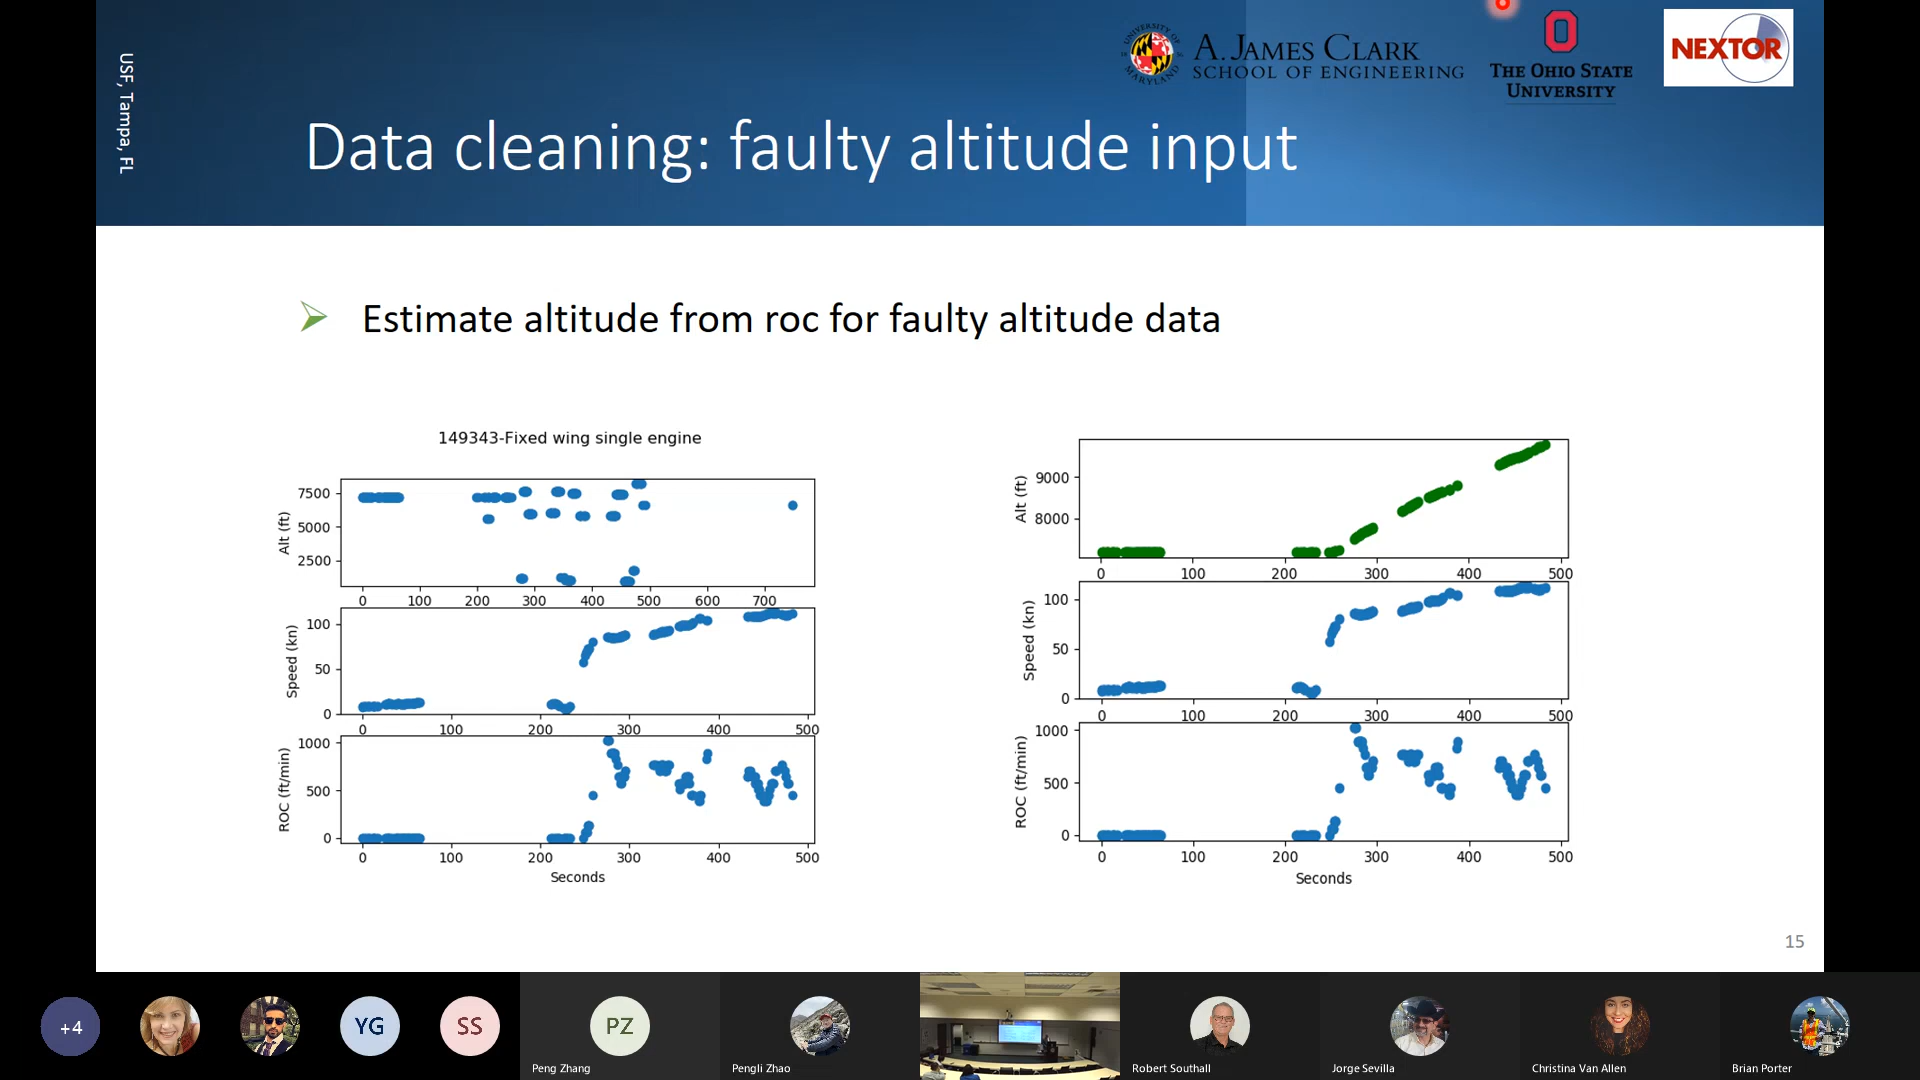 USF, Tampa, FL
UNIVERSITY OF
MARYLAND
A. JAMES CLARK
SCHOOL OF ENGINEERING
THE OHIO STATE
UNIVERSITY
NEXTOR
Data cleaning: faulty altitude input
Estimate altitude from roc for faulty altitude data
149343-Fixed wing single engine
Alt (ft)
7500
5000
2500
0 100 200 300 400 500 600 700
Speed (kn)
100
50
0
0 100 200 300 400 500
ROC (ft/min)
1000
500
0
0 100 200 300 400 500
Seconds
Alt (ft)
9000
8000
0 100 200 300 400 500
Speed (kn)
100
50
0
0 100 200 300 400 500
ROC (ft/min)
1000
500
0
0 100 200 300 400 500
Seconds
15
+4
YG
SS
PZ
Peng Zhang
Pengli Zhao
Robert Southall
Jorge Sevilla
Christina Van Allen
Brian Porter